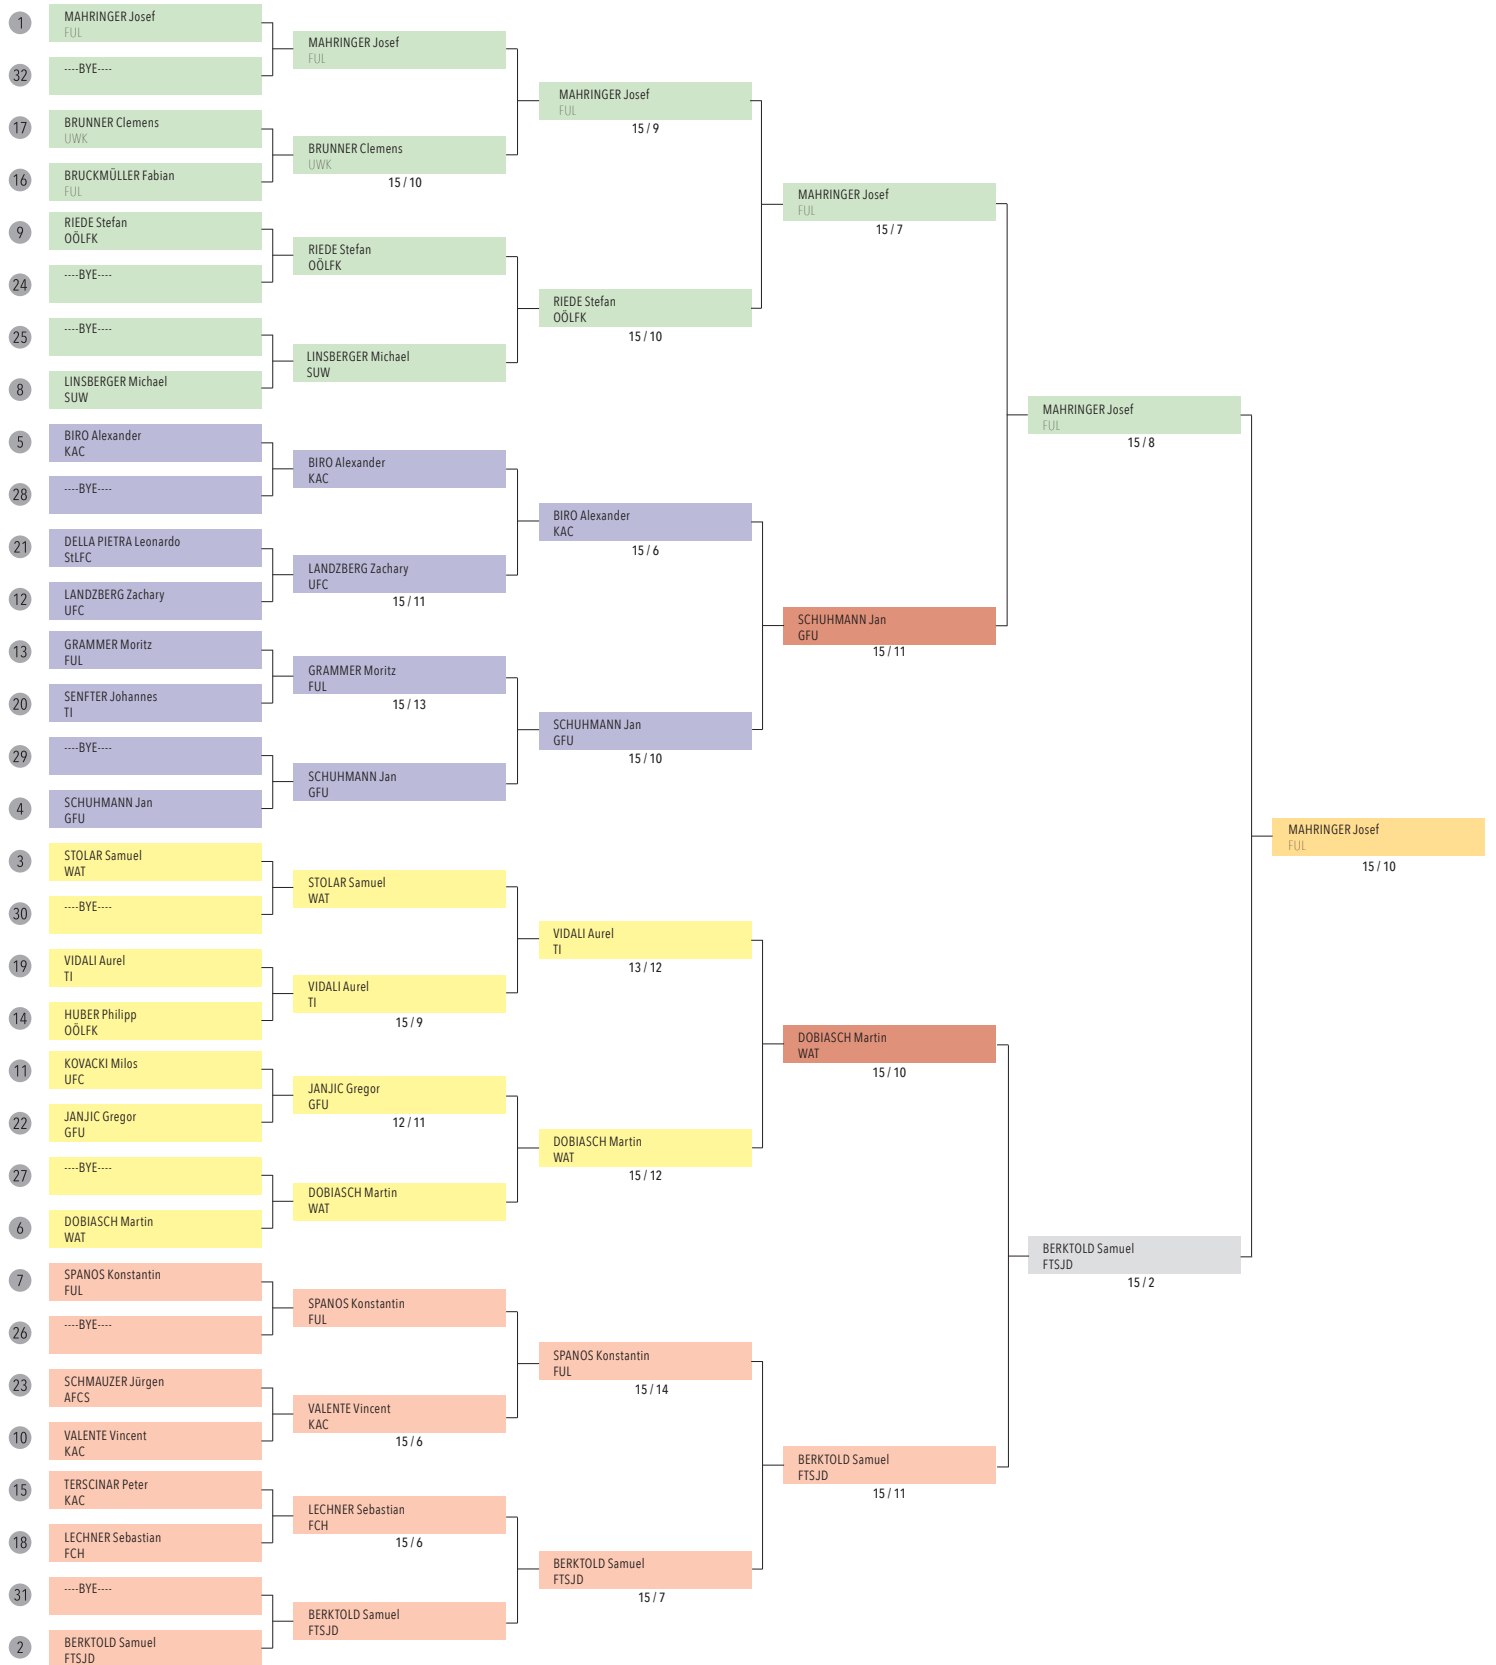 1
MAHRINGER Josef
FUL
32
----BYE----
17
BRUNNER Clemens
UWK
16
BRUCKMÜLLER Fabian
FUL
9
RIEDE Stefan
OÖLFK
24
----BYE----
25
----BYE----
8
LINSBERGER Michael
SUW
5
BIRO Alexander
KAC
28
----BYE----
21
DELLA PIETRA Leonardo
StLFC
12
LANDZBERG Zachary
UFC
13
GRAMMER Moritz
FUL
20
SENFTER Johannes
TI
29
----BYE----
4
SCHUHMANN Jan
GFU
3
STOLAR Samuel
WAT
30
----BYE----
19
VIDALI Aurel
TI
14
HUBER Philipp
OÖLFK
11
KOVACKI Milos
UFC
22
JANJIC Gregor
GFU
27
----BYE----
6
DOBIASCH Martin
WAT
7
SPANOS Konstantin
FUL
26
----BYE----
23
SCHMAUZER Jürgen
AFCS
10
VALENTE Vincent
KAC
15
TERSCINAR Peter
KAC
18
LECHNER Sebastian
FCH
31
----BYE----
2
BERKTOLD Samuel
FTSJD
MAHRINGER Josef
FUL
BRUNNER Clemens
UWK
15 / 10
RIEDE Stefan
OÖLFK
LINSBERGER Michael
SUW
BIRO Alexander
KAC
LANDZBERG Zachary
UFC
15 / 11
GRAMMER Moritz
FUL
15 / 13
SCHUHMANN Jan
GFU
STOLAR Samuel
WAT
VIDALI Aurel
TI
15 / 9
JANJIC Gregor
GFU
12 / 11
DOBIASCH Martin
WAT
SPANOS Konstantin
FUL
VALENTE Vincent
KAC
15 / 6
LECHNER Sebastian
FCH
15 / 6
BERKTOLD Samuel
FTSJD
MAHRINGER Josef
FUL
15 / 9
RIEDE Stefan
OÖLFK
15 / 10
BIRO Alexander
KAC
15 / 6
SCHUHMANN Jan
GFU
15 / 10
VIDALI Aurel
TI
13 / 12
DOBIASCH Martin
WAT
15 / 12
SPANOS Konstantin
FUL
15 / 14
BERKTOLD Samuel
FTSJD
15 / 7
MAHRINGER Josef
FUL
15 / 7
SCHUHMANN Jan
GFU
15 / 11
DOBIASCH Martin
WAT
15 / 10
BERKTOLD Samuel
FTSJD
15 / 11
MAHRINGER Josef
FUL
15 / 8
BERKTOLD Samuel
FTSJD
15 / 2
MAHRINGER Josef
FUL
15 / 10